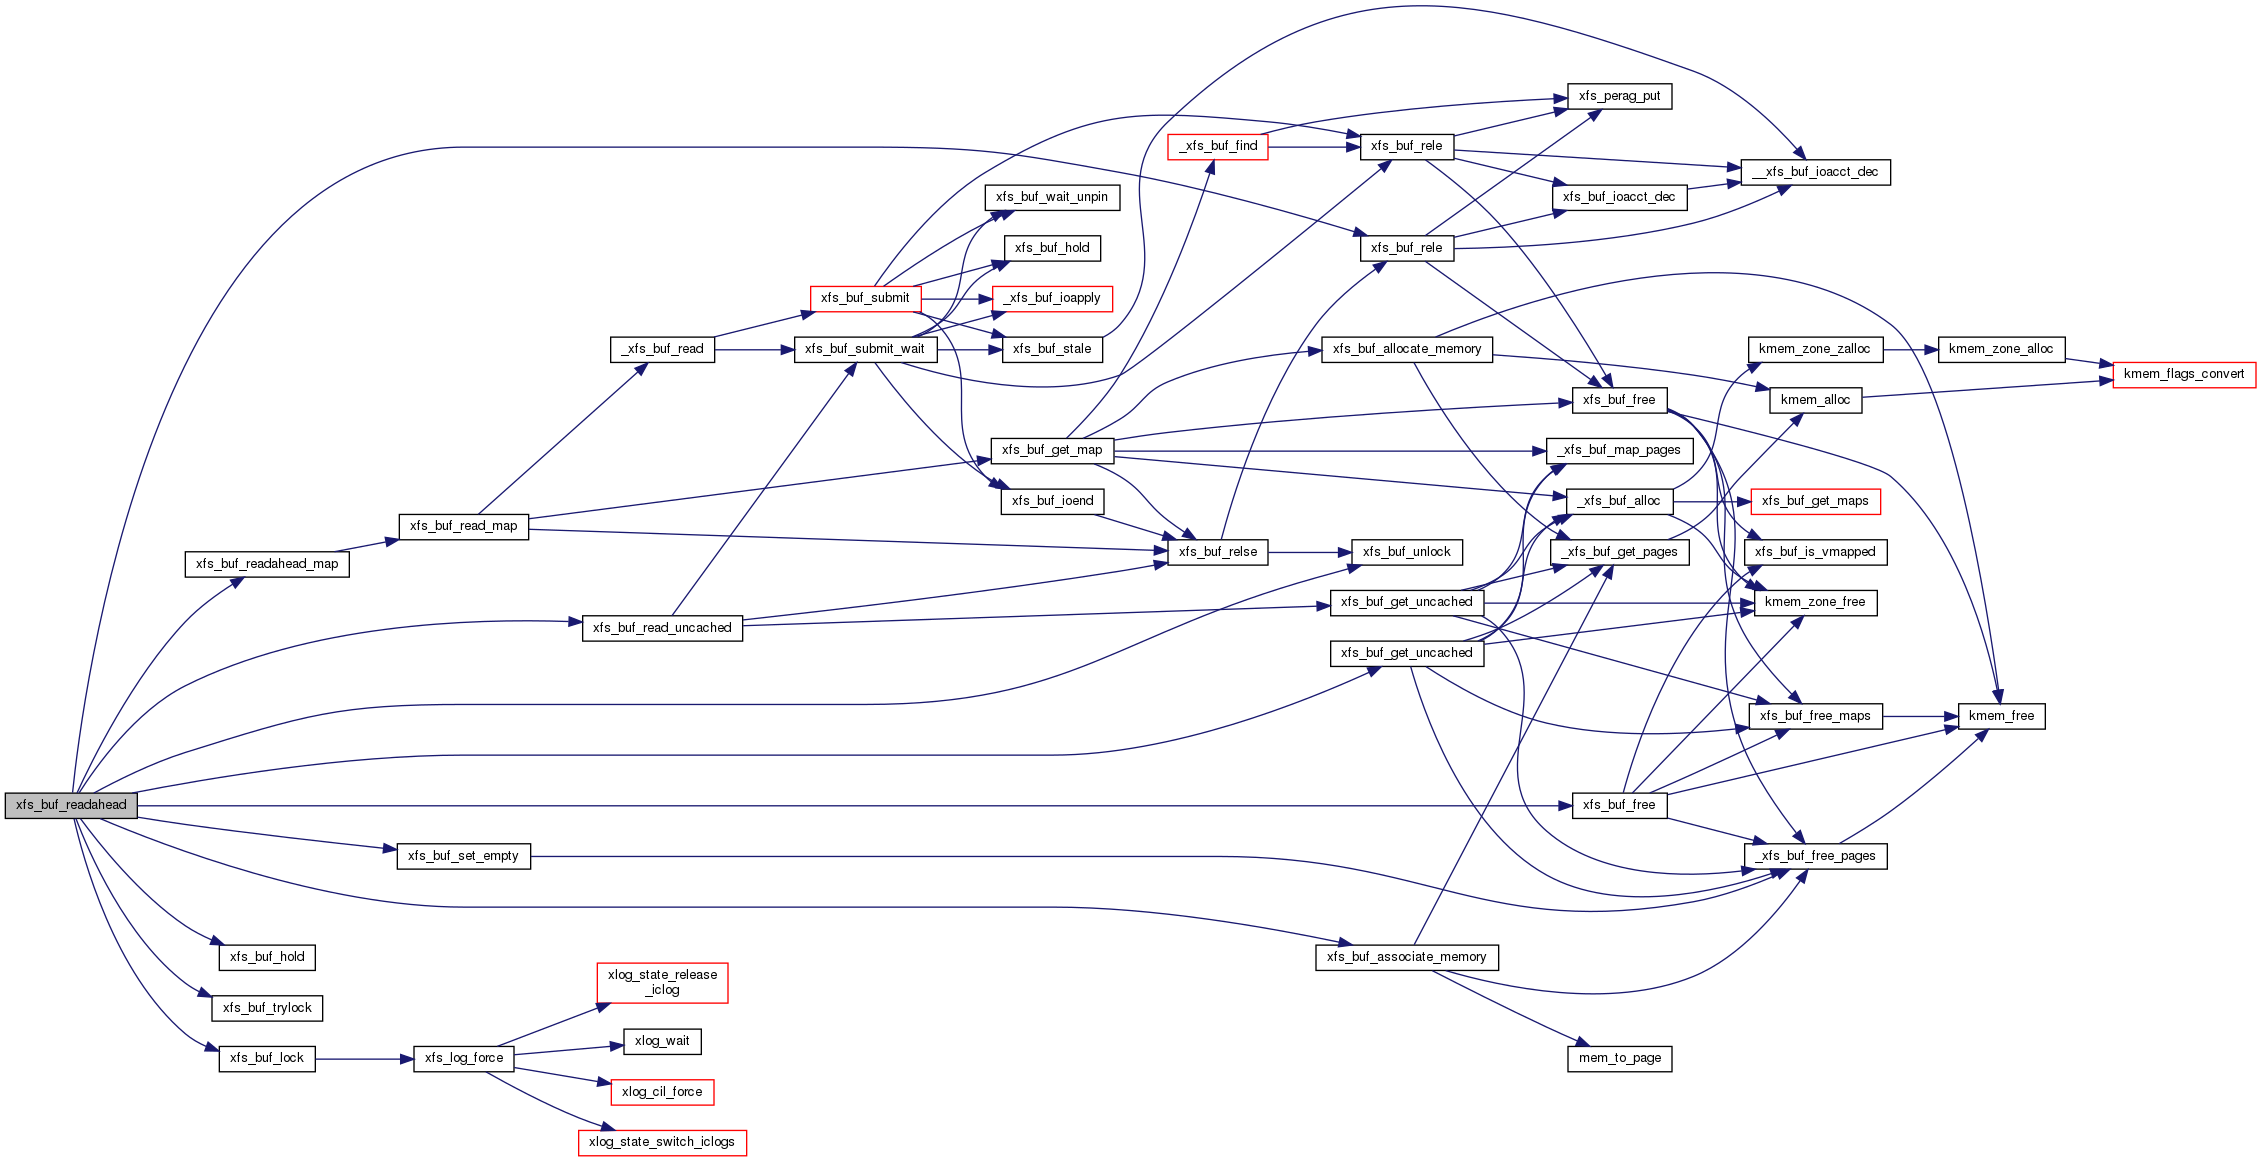 xfs_perag_put
_xfs_buf_find
xfs_buf_rele
__xfs_buf_ioacct_dec
xfs_buf_wait_unpin
xfs_buf_ioacct_dec
xfs_buf_hold
xfs_buf_rele
xfs_buf_submit
_xfs_buf_ioapply
_xfs_buf_read
xfs_buf_submit_wait
xfs_buf_stale
xfs_buf_allocate_memory
kmem_zone_zalloc
kmem_zone_alloc
kmem_flags_convert
xfs_buf_free
kmem_alloc
xfs_buf_get_map
_xfs_buf_map_pages
xfs_buf_ioend
_xfs_buf_alloc
xfs_buf_get_maps
xfs_buf_read_map
xfs_buf_readahead_map
xfs_buf_relse
xfs_buf_unlock
_xfs_buf_get_pages
xfs_buf_is_vmapped
xfs_buf_get_uncached
kmem_zone_free
xfs_buf_read_uncached
xfs_buf_get_uncached
xfs_buf_free_maps
kmem_free
xfs_buf_readahead
xfs_buf_free
xfs_buf_set_empty
_xfs_buf_free_pages
xfs_buf_hold
xfs_buf_associate_memory
xlog_state_release
_iclog
xfs_buf_trylock
xlog_wait
xfs_buf_lock
xfs_log_force
mem_to_page
xlog_cil_force
xlog_state_switch_iclogs